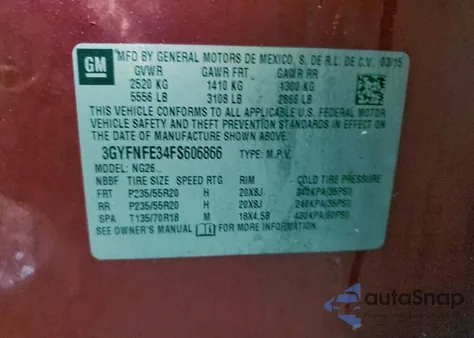 GM
MFD BY GENERAL MOTORS DE MEXICO, S. DE R.L. DE C.V. 03/15
GVWR GAWR FRT GAWR RR
2520 KG 1410 KG 1300 KG
5556 LB 3108 LB 2866 LB
THIS VEHICLE CONFORMS TO ALL APPLICABLE U.S. FEDERAL MOTOR
VEHICLE SAFETY AND THEFT PREVENTION STANDARDS IN EFFECT ON
THE DATE OF MANUFACTURE SHOWN ABOVE.
3GYFNFE34FS606866 TYPE: M.P.V.
MODEL: NG26
NBBF TIRE SIZE SPEED RTG RIM COLD TIRE PRESSURE
FRT P235/55R20 H 20X8J 240KPA(35PSI)
RR P235/55R20 H 20X8J 240KPA(35PSI)
SPA T135/70R18 M 18X4.5B 420KPA(60PSI)
SEE OWNER'S MANUAL FOR MORE INFORMATION
autoSnap